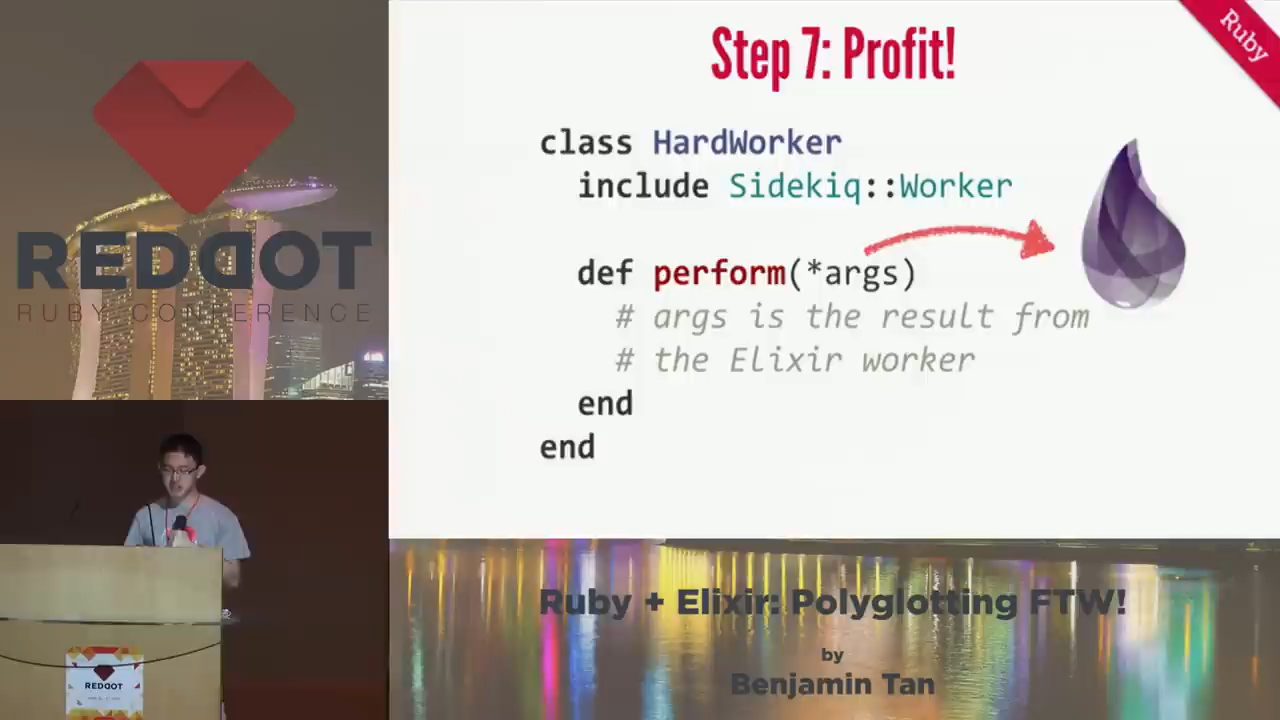 REDDOT
RUBY CONFERENCE
Step 7: Profit!
Ruby
class HardWorker
include Sidekiq::Worker
def perform(*args)
# args is the result from
# the Elixir worker
end
end
REDDOT
Ruby + Elixir: Polyglotting FTW!
by
Benjamin Tan